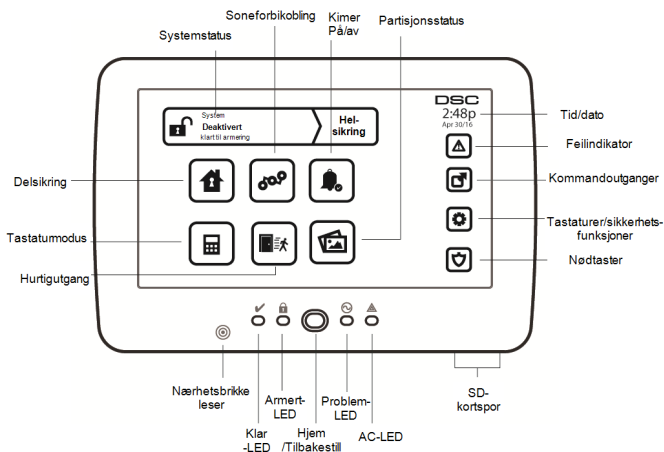 Systemstatus
Soneforbikobling
Kimer
På/av
Partisjonsstatus
System
Deaktivert
klart til armering
Hel-
sikring
DSC
2:48p
Apr 30/16
Tid/dato
Feilindikator
Kommandoutganger
Tastaturer/sikkerhets-
funksjoner
Nødtaster
Delsikring
Tastaturmodus
Hurtigutgang
Nærhetsbrikke
leser
Klar
-LED
Armert-
LED
Hjem
/Tilbakestill
Problem-
LED
AC-LED
SD-
kortspor